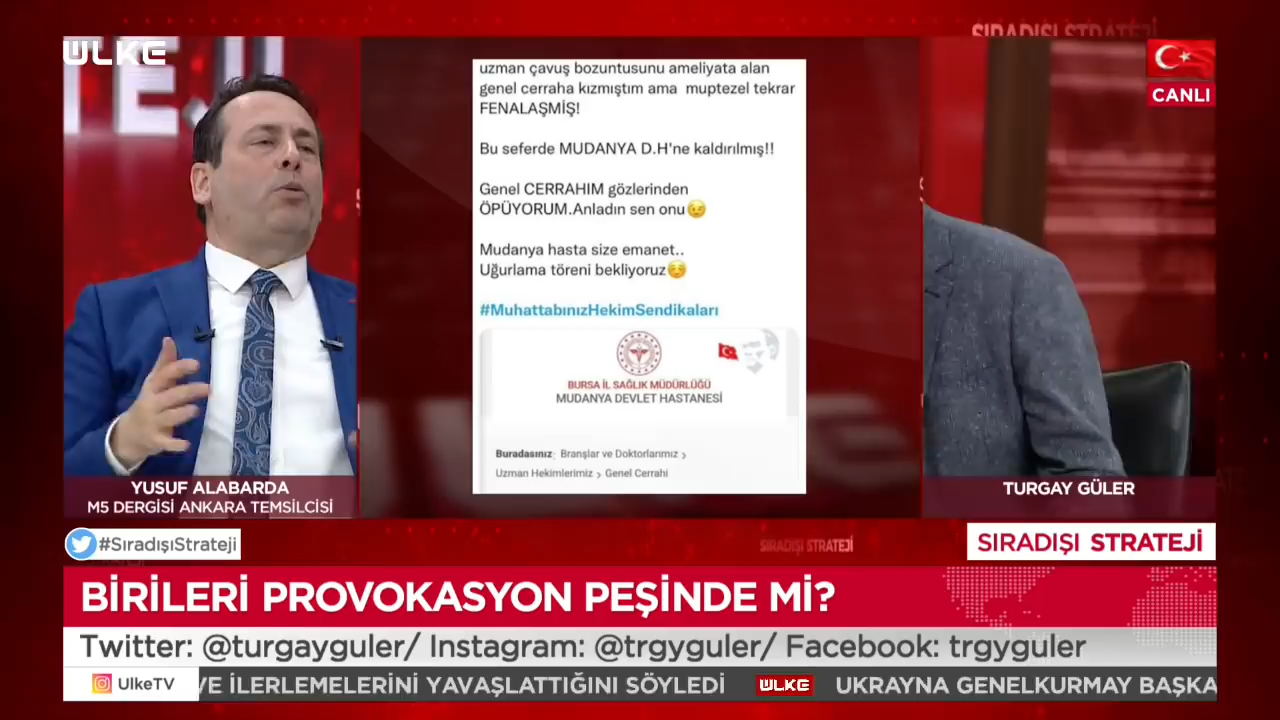 ÜLKE
SIRADIŞI STRATEJİ
CANLI
uzman çavuş bozuntusunu ameliyata alan
genel cerraha kızmıştım ama muptezel tekrar
FENALAŞMIŞ!
Bu seferde MUDANYA D.H'ne kaldırılmış!!
Genel CERRAHIM gözlerinden
ÖPÜYORUM.Anladın sen onu😉
Mudanya hasta size emanet..
Uğurlama töreni bekliyoruz☺️
#MuhattabınızHekimSendikaları
BURSA İL SAĞLIK MÜDÜRLÜĞÜ
MUDANYA DEVLET HASTANESİ
Buradasınız: Branşlar ve Doktorlarımız >
Uzman Hekimlerimiz > Genel Cerrahi
YUSUF ALABARDA
M5 DERGİSİ ANKARA TEMSİLCİSİ
TURGAY GÜLER
#SıradışıStrateji
SIRADIŞI STRATEJİ
SIRADIŞI STRATEJİ
BİRİLERİ PROVOKASYON PEŞİNDE Mİ?
Twitter: @turgayguler/ Instagram: @trgyguler/ Facebook: trgyguler
UlkeTV
VE İLERLEMELERİNİ YAVAŞLATTIĞINI SÖYLEDİ ÜLKE UKRAYNA GENELKURMAY BAŞKA